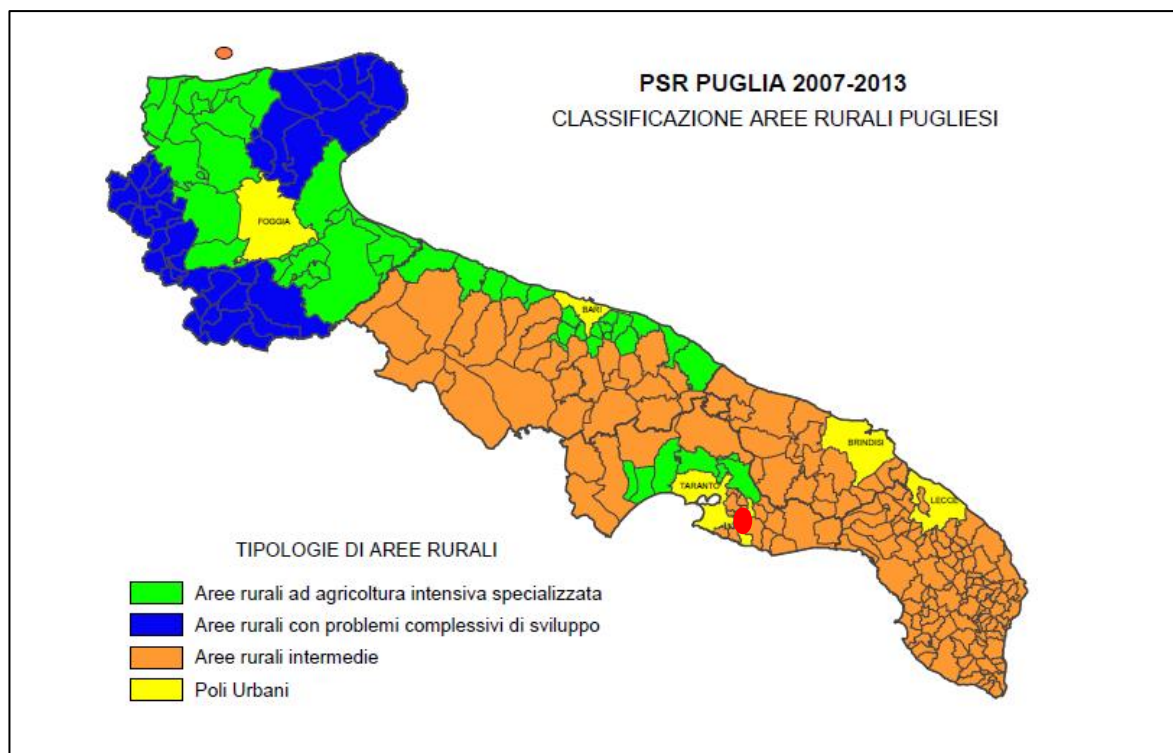 PSR PUGLIA 2007-2013
CLASSIFICAZIONE AREE RURALI PUGLIESI
FOGGIA
BARI
BRINDISI
TARANTO
LECCE
TIPOLOGIE DI AREE RURALI
Aree rurali ad agricoltura intensiva specializzata
Aree rurali con problemi complessivi di sviluppo
Aree rurali intermedie
Poli Urbani